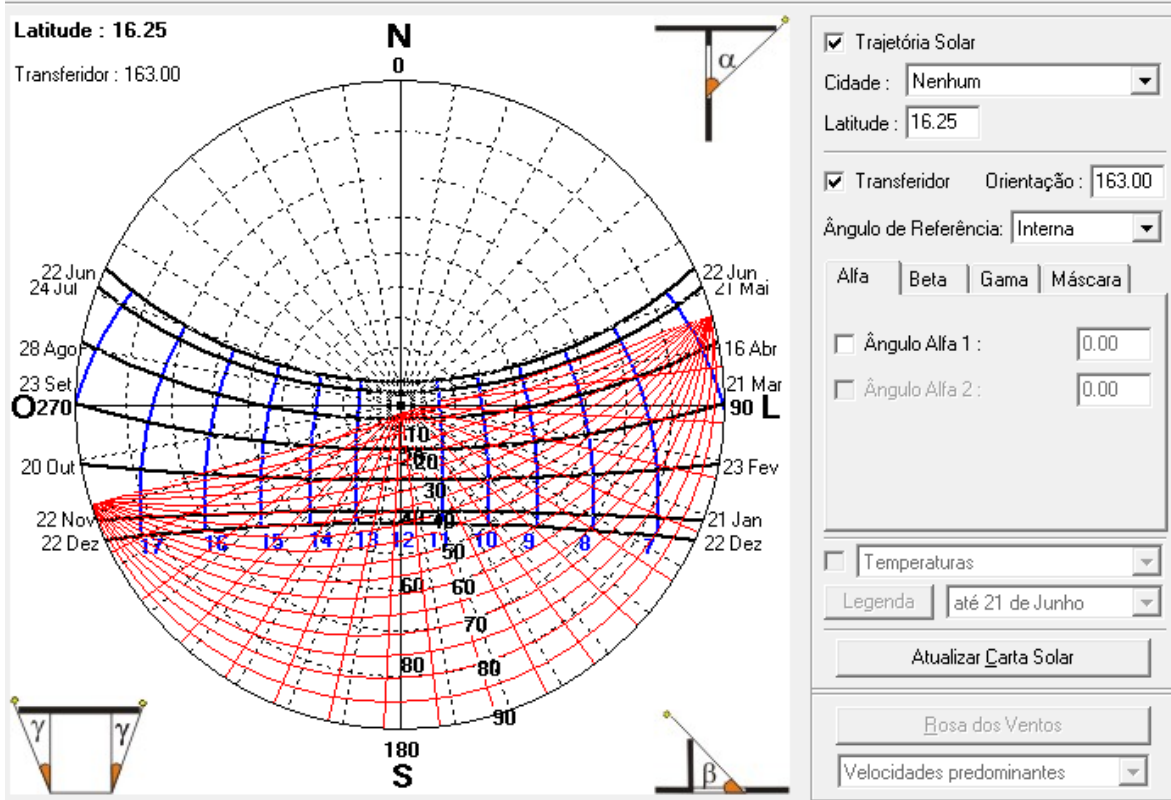 Latitude : 16.25
Transferidor : 163.00
N
0
α
22 Jun
24 Jul
28 Ago
23 Set
O 270
20 Out
22 Nov
22 Dez
22 Jun
21 Mai
16 Abr
21 Mar
90 L
23 Fev
21 Jan
22 Dez
10
20
30
40
50
60
60
70
80
80
90
17
16
15
14
13
12
11
10
9
8
7
180
S
γ
γ
β
Trajetória Solar
Cidade : Nenhum
Latitude : 16.25
Transferidor Orientação : 163.00
Ângulo de Referência: Interna
Alfa Beta Gama Máscara
Ângulo Alfa 1 : 0.00
Ângulo Alfa 2 : 0.00
Temperaturas
Legenda até 21 de Junho
Atualizar Carta Solar
Rosa dos Ventos
Velocidades predominantes